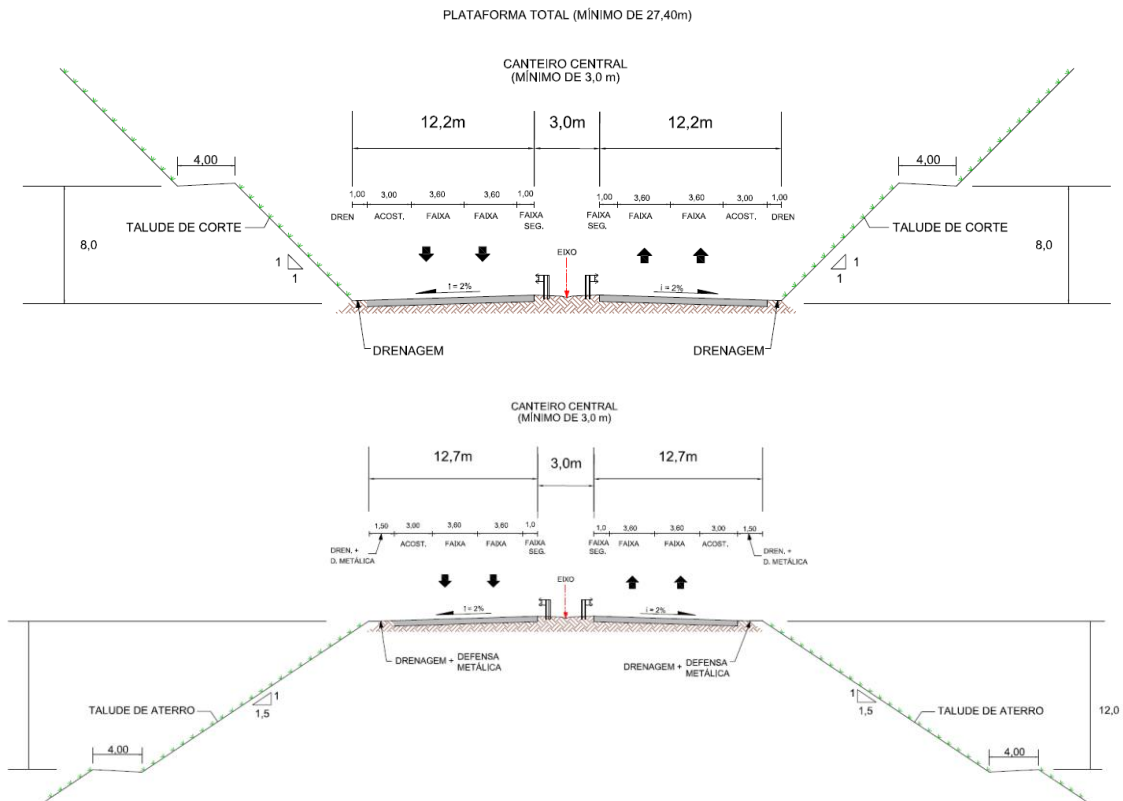 PLATAFORMA TOTAL (MÍNIMO DE 27,40m)
CANTEIRO CENTRAL
(MÍNIMO DE 3,0 m)
12,2m
3,0m
12,2m
4,00
4,00
1,00 3,00 3,60 3,60 1,00
1,00 3,60 3,60 3,00 1,00
DREN ACOST. FAIXA FAIXA FAIXA SEG.
FAIXA SEG. FAIXA FAIXA ACOST. DREN
TALUDE DE CORTE
TALUDE DE CORTE
8,0
8,0
EIXO
1
1
1
1
i = 2%
i = 2%
DRENAGEM
DRENAGEM
CANTEIRO CENTRAL
(MÍNIMO DE 3,0 m)
12,7m
3,0m
12,7m
1,50 3,00 3,60 3,60 1,0
1,0 3,60 3,60 3,00 1,50
ACOST. FAIXA FAIXA FAIXA SEG.
FAIXA SEG. FAIXA FAIXA ACOST.
DREN, +
D. METÁLICA
DREN, +
D. METÁLICA
EIXO
i = 2%
i = 2%
DRENAGEM + DEFENSA
METÁLICA
DRENAGEM + DEFENSA
METÁLICA
1
1,5
1
1,5
TALUDE DE ATERRO
TALUDE DE ATERRO
12,0
4,00
4,00